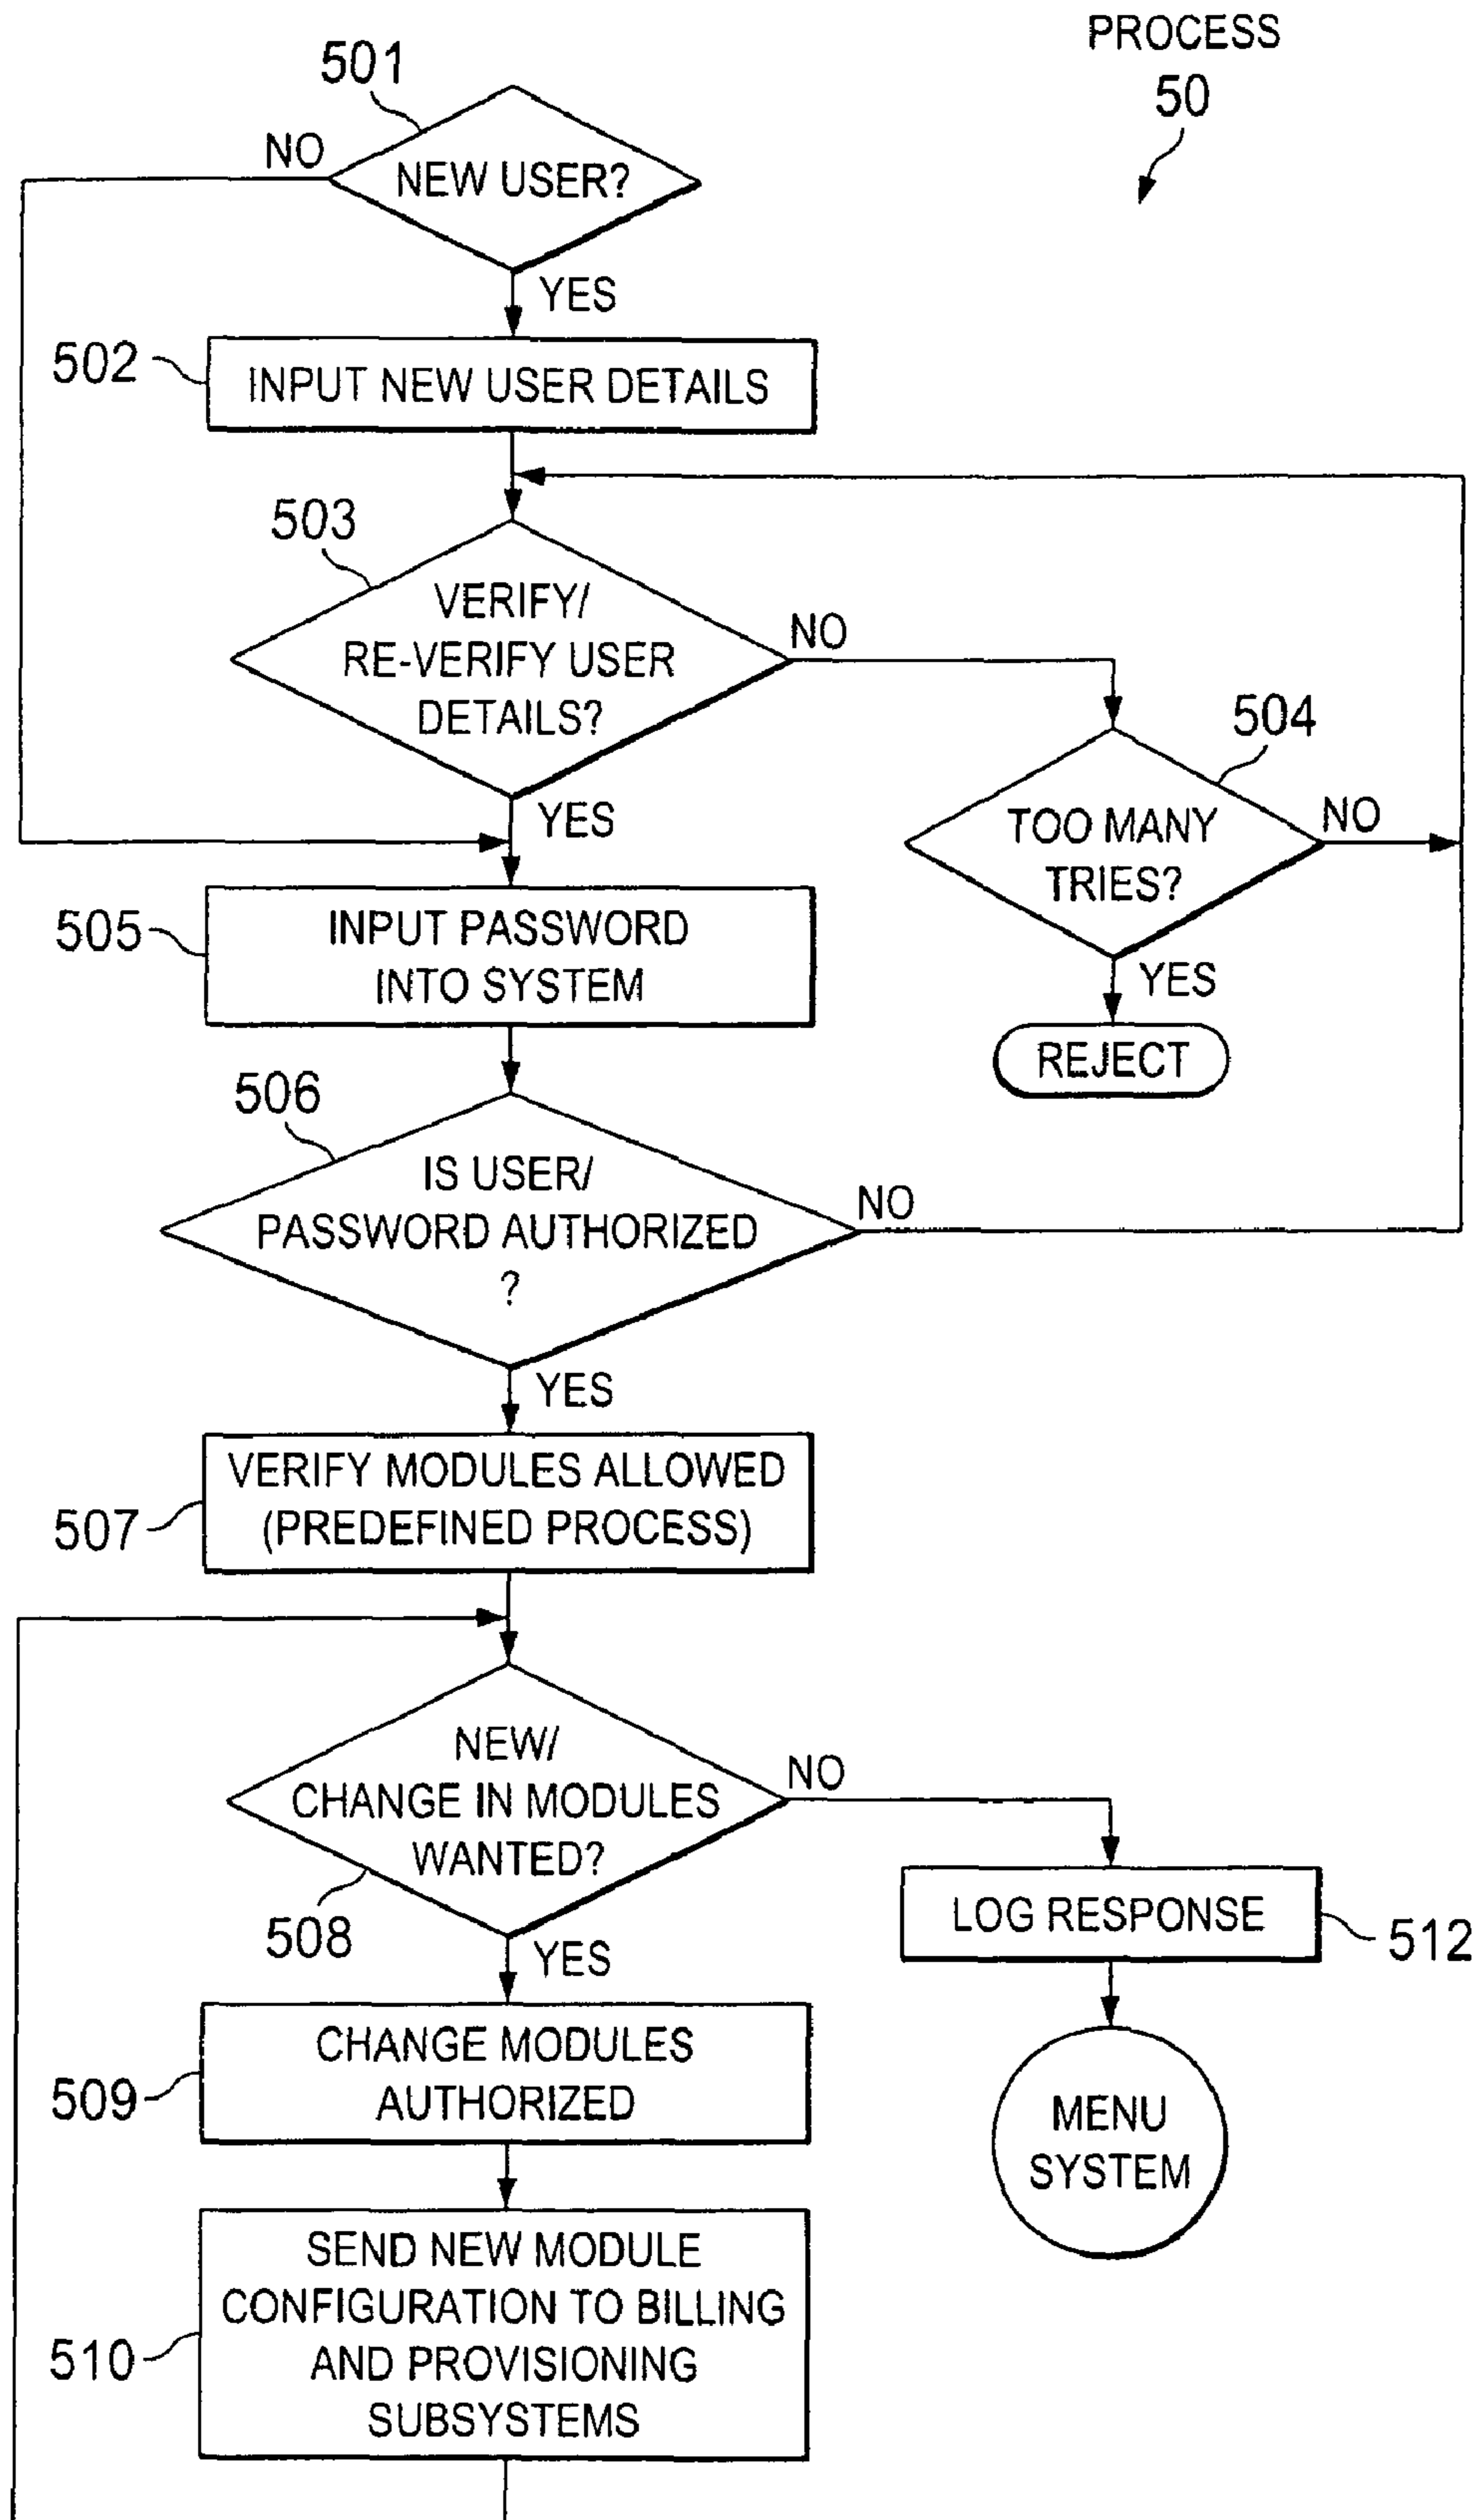 PROCESS
50
501
NO
NEW USER?
YES
502
INPUT NEW USER DETAILS
503
VERIFY/
RE-VERIFY USER
DETAILS?
NO
504
TOO MANY
TRIES?
NO
YES
REJECT
YES
505
INPUT PASSWORD
INTO SYSTEM
506
IS USER/
PASSWORD AUTHORIZED
?
NO
YES
507
VERIFY MODULES ALLOWED
(PREDEFINED PROCESS)
NEW/
CHANGE IN MODULES
WANTED?
508
NO
LOG RESPONSE
512
MENU
SYSTEM
YES
509
CHANGE MODULES
AUTHORIZED
510
SEND NEW MODULE
CONFIGURATION TO BILLING
AND PROVISIONING
SUBSYSTEMS